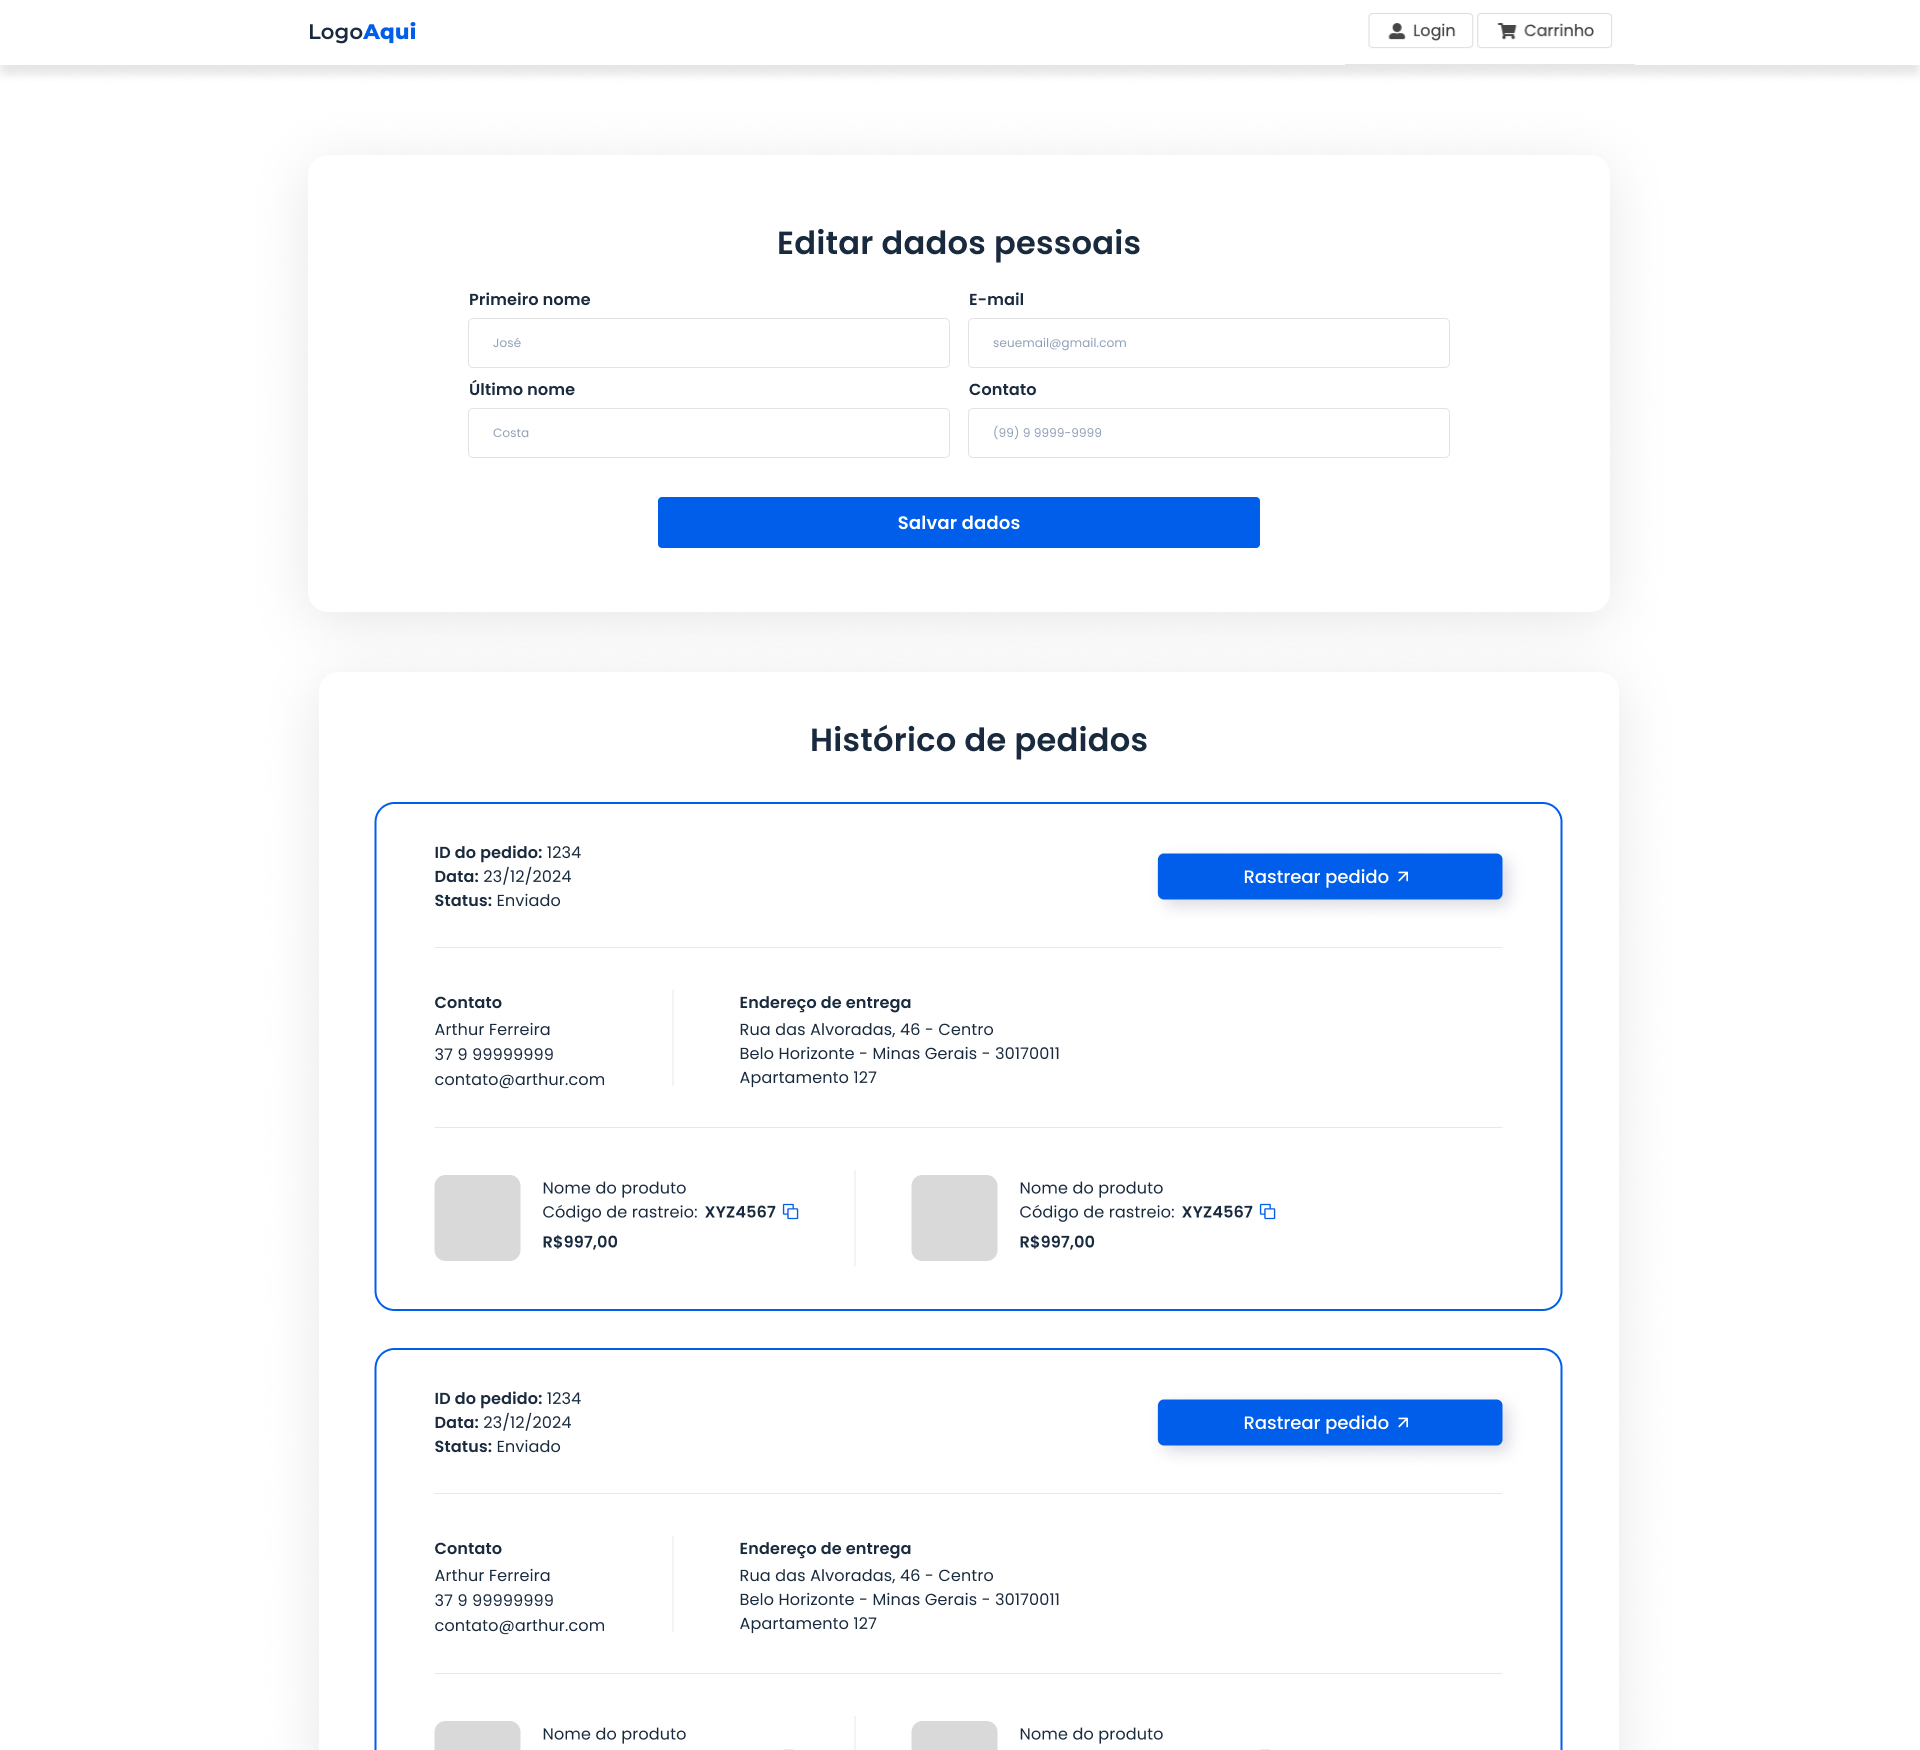 LogoAqui
Login
Carrinho
Editar dados pessoais
Primeiro nome
E-mail
José
seuemail@gmail.com
Último nome
Contato
Costa
(99) 9 9999-9999
Salvar dados
Histórico de pedidos
ID do pedido: 1234
Data: 23/12/2024
Status: Enviado
Rastrear pedido
Contato
Arthur Ferreira
37 9 99999999
contato@arthur.com
Endereço de entrega
Rua das Alvoradas, 46 - Centro
Belo Horizonte - Minas Gerais - 30170011
Apartamento 127
Nome do produto
Código de rastreio: XYZ4567
R$997,00
Nome do produto
Código de rastreio: XYZ4567
R$997,00
ID do pedido: 1234
Data: 23/12/2024
Status: Enviado
Rastrear pedido
Contato
Arthur Ferreira
37 9 99999999
contato@arthur.com
Endereço de entrega
Rua das Alvoradas, 46 - Centro
Belo Horizonte - Minas Gerais - 30170011
Apartamento 127
Nome do produto
Nome do produto